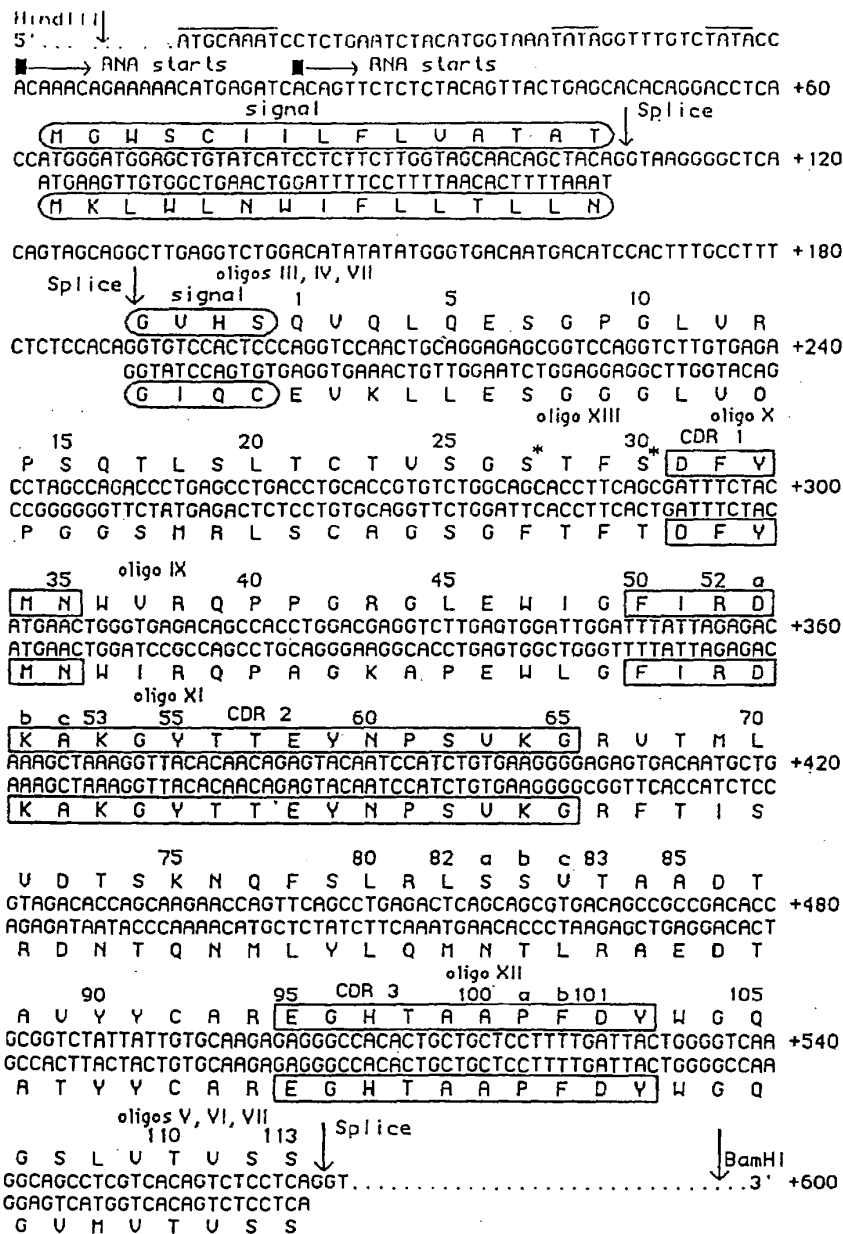 HindIII
5'... ..... .ATGCAAATCCTCTGAATCTACATGGTAAATATAGGTTTGTCTATACC
RNA starts RNA starts
ACAAACAGAAAAACATGAGATCACAGTTCTCTCTACAGTTACTGAGCACACAGGACCTCA +60
signal Splice
M G W S C I I L F L V A T A T
CCATGGGATGGAGCTGTATCATCCTCTTCTTGGTAGCAACAGCTACAGGTAAGGGGCTCA +120
ATGAAGTTGTGGCTGAACTGGATTTTCCTTTTAACACTTTTAAAT
M K L W L N W I F L L T L L N
CAGTAGCAGGCTTGAGGTCTGGACATATATATGGGTGACAATGACATCCACTTTGCCTTT +180
oligos III, IV, VII
Splice signal 1 5 10
G V H S Q V Q L Q E S G P G L V R
CTCTCCACAGGTGTCCACTCCCAGGTCCAACTGCAGGAGAGCGGTCCAGGTCTTGTGAGA +240
GGTATCCAGTGTGAGGTGAAACTGTTGGAATCTGGAGGAGGCTTGGTACAG
G I Q C E V K L L E S G G G L V Q
oligo XIII oligo X
15 20 25 30 CDR 1
P S Q T L S L T C T V S G S* T F S* D F Y
CCTAGCCAGACCCTGAGCCTGACCTGCACCGTGTCTGGCAGCACCTTCAGCGATTTCTAC +300
CCGGGGGGTTCTATGAGACTCTCCTGTGCAGGTTCTGGATTCACCTTCACTGATTTCTAC
P G G S M R L S C A G S G F T F T D F Y
35 oligo IX 40 45 50 52 a
M N W V R Q P P G R G L E W I G F I R D
ATGAACTGGGTGAGACAGCCACCTGGACGAGGTCTTGAGTGGATTGGATTTATTAGAGAC +360
ATGAACTGGATCCGCCAGCCTGCAGGGAAGGCACCTGAGTGGCTGGGTTTTATTAGAGAC
M N W I R Q P A G K A P E W L G F I R D
oligo XI
b c 53 55 CDR 2 60 65 70
K A K G Y T T E Y N P S V K G R V T M L
AAAGCTAAAGGTTACACAACAGAGTACAATCCATCTGTGAAGGGGAGAGTGACAATGCTG +420
AAAGCTAAAGGTTACACAACAGAGTACAATCCATCTGTGAAGGGGCGGTTCACCATCTCC
K A K G Y T T E Y N P S V K G R F T I S
75 80 82 a b c 83 85
V D T S K N Q F S L R L S S V T A A D T
GTAGACACCAGCAAGAACCAGTTCAGCCTGAGACTCAGCAGCGTGACAGCCGCCGACACC +480
AGAGATAATACCCAAAACATGCTCTATCTTCAAATGAACACCCTAAGAGCTGAGGACACT
R D N T Q N M L Y L Q M N T L R A E D T
oligo XII
90 95 CDR 3 100 a b 101 105
A V Y Y C A R E G H T A A P F D Y W G Q
GCGGTCTATTATTGTGCAAGAGAGGGCCACACTGCTGCTCCTTTTGATTACTGGGGTCAA +540
GCCACTTACTACTGTGCAAGAGAGGGCCACACTGCTGCTCCTTTTGATTACTGGGGCCAA
A T Y Y C A R E G H T A A P F D Y W G Q
oligos V, VI, VII
110 113 Splice
G S L V T V S S BamHI
GGCAGCCTCGTCACAGTCTCCTCAGGT.................................3' +600
GGAGTCATGGTCACAGTCTCCTCA
G V M V T V S S